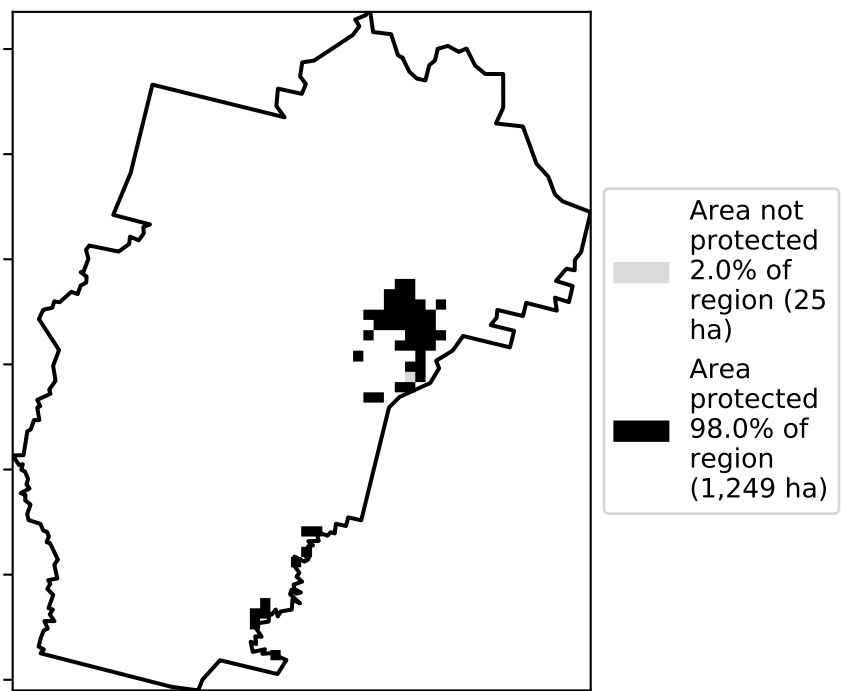 Area not
protected
2.0% of
region (25
ha)
Area
protected
98.0% of
region
(1,249 ha)